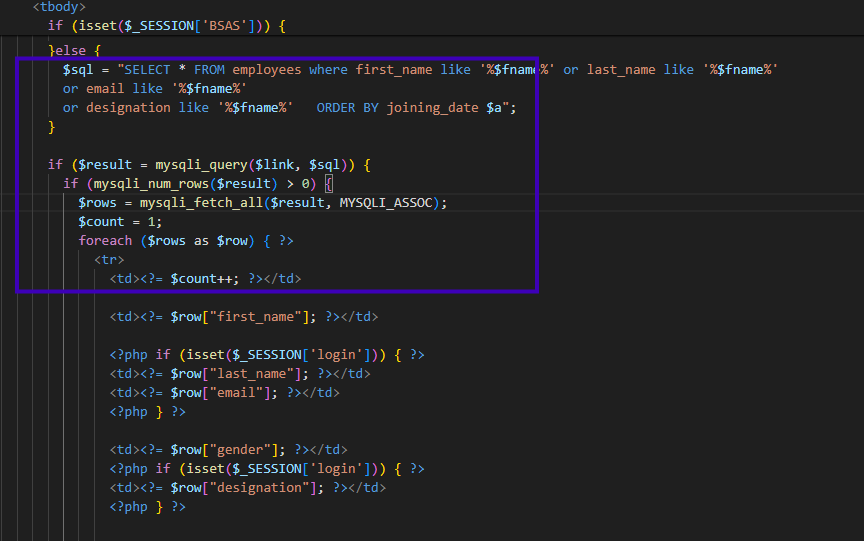 <tbody>
if (isset($_SESSION['BSAS'])) {
}else {
$sql = "SELECT * FROM employees where first_name like '%$fname%' or last_name like '%$fname%'
or email like '%$fname%'
or designation like '%$fname%'   ORDER BY joining_date $a";
}
if ($result = mysqli_query($link, $sql)) {
if (mysqli_num_rows($result) > 0) {
$rows = mysqli_fetch_all($result, MYSQLI_ASSOC);
$count = 1;
foreach ($rows as $row) { ?>
<tr>
<td><?= $count++; ?></td>
<td><?= $row["first_name"]; ?></td>
<?php if (isset($_SESSION['login'])) { ?>
<td><?= $row["last_name"]; ?></td>
<td><?= $row["email"]; ?></td>
<?php } ?>
<td><?= $row["gender"]; ?></td>
<?php if (isset($_SESSION['login'])) { ?>
<td><?= $row["designation"]; ?></td>
<?php } ?>